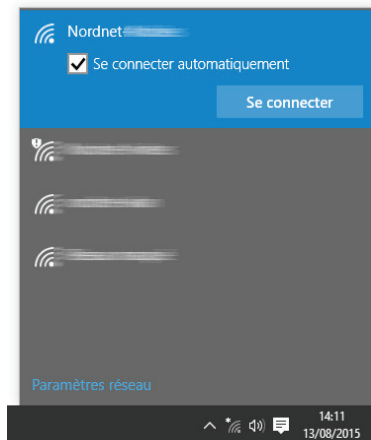 Nordnet
Se connecter automatiquement
Se connecter
Paramètres réseau
14:11
13/08/2015